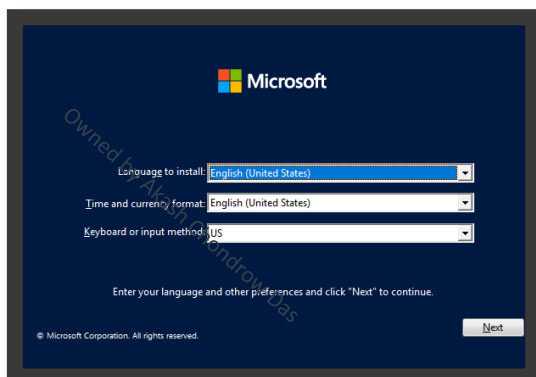 Microsoft
Language to install: English (United States)
Time and currency format: English (United States)
Keyboard or input method: US
Enter your language and other preferences and click "Next" to continue.
Next
© Microsoft Corporation. All rights reserved.
Owned by Akash Chondrow Das